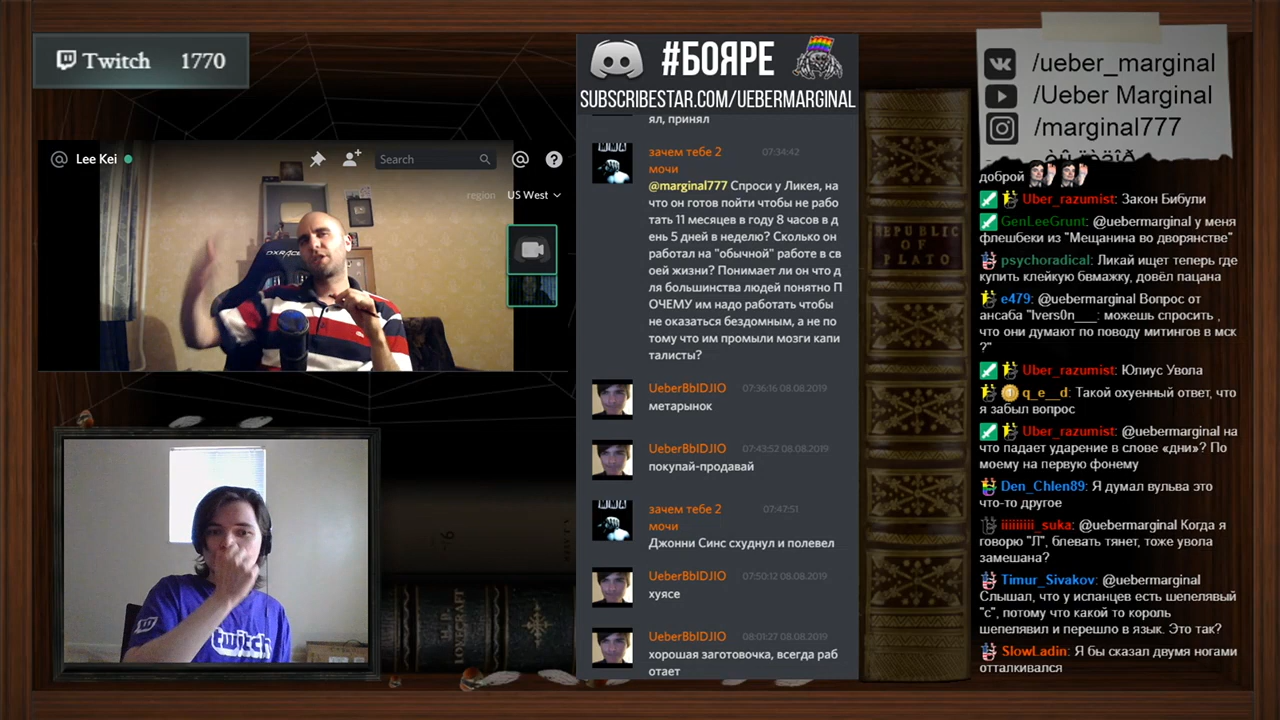 Twitch 1770
Lee Kei
Search
region
US West
OXRACER
twitch
H. P. LOVECRAFT
#БОЯРЕ
SUBSCRIBESTAR.COM/UEBERMARGINAL
ял, принял
зачем тебе 2 07:34:42
мочи
@marginal777 Спроси у Ликея, на
что он готов пойти чтобы не рабо
тать 11 месяцев в году 8 часов в д
ень 5 дней в неделю? Сколько он
работал на "обычной" работе в св
оей жизни? Понимает ли он что д
ля большинства людей понятно П
ОЧЕМУ им надо работать чтобы
не оказаться бездомным, а не по
тому что им промыли мозги капи
талисты?
UeberBbIDJIO 07:36:16 08.08.2019
метарынок
UeberBbIDJIO 07:43:52 08.08.2019
покупай-продавай
зачем тебе 2 07:47:51
мочи
Джонни Синс схуднул и полевел
UeberBbIDJIO 07:50:12 08.08.2019
хуясе
UeberBbIDJIO 08:01:27 08.08.2019
хорошая заготовочка, всегда раб
отает
REPUBLIC
OF
PLATO
/ueber_marginal
/Ueber Marginal
/marginal777
доброй
Uber_razumist: Закон Бибули
GenLeeGrunt: @uebermarginal у меня
флешбеки из "Мещанина во дворянстве"
psychoradical: Ликай ищет теперь где
купить клейкую бвмажку, довёл пацана
e479: @uebermarginal Вопрос от
ансаба "Ivers0n___: можешь спросить ,
что они думают по поводу митингов в мск
?"
Uber_razumist: Юлиус Увола
q_e__d: Такой охуенный ответ, что
я забыл вопрос
Uber_razumist: @uebermarginal на
что падает ударение в слове «дни»? По
моему на первую фонему
Den_Chlen89: Я думал вульва это
что-то другое
iiiiiiiii_suka: @uebermarginal Когда я
говорю "Л", блевать тянет, тоже увола
замешана?
Timur_Sivakov: @uebermarginal
Слышал, что у испанцев есть шепелявый
"с", потому что какой то король
шепелявил и перешло в язык. Это так?
SlowLadin: Я бы сказал двумя ногами
отталкивался